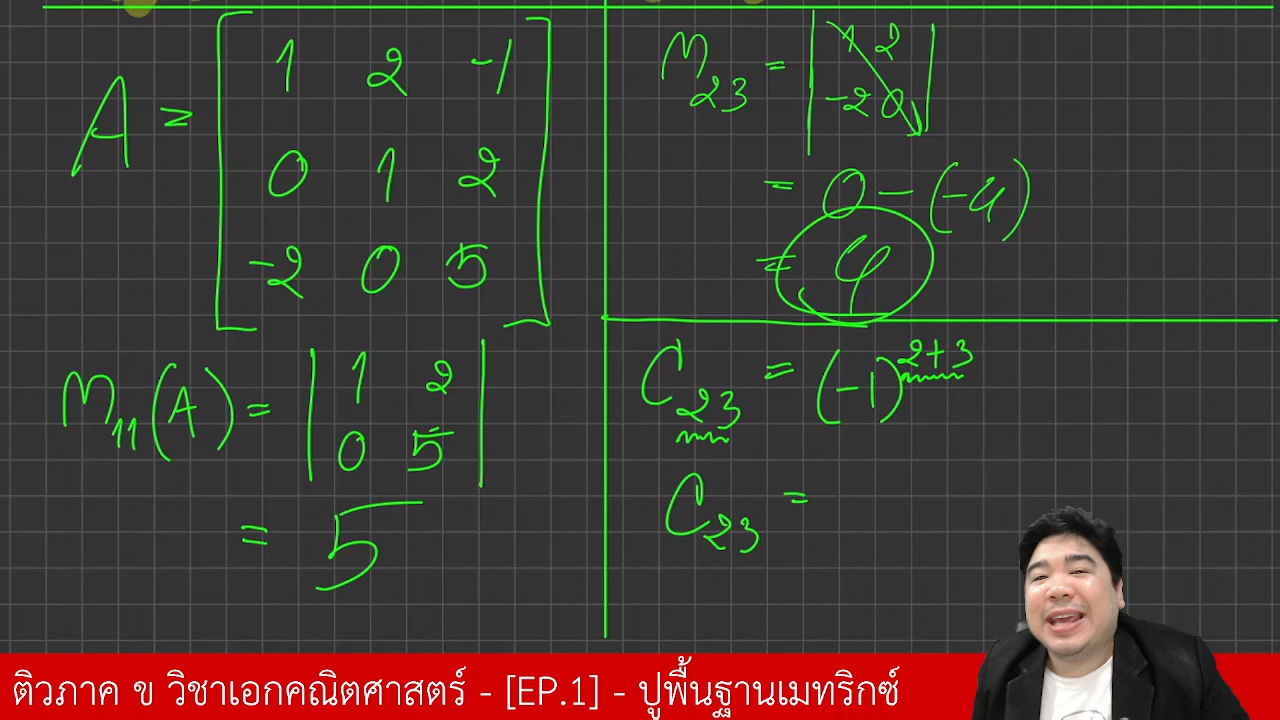 A = [ 1 2 -1
0 1 2
-2 0 5 ]
M₁₁(A) = | 1 2
0 5 |
= 5
M₂₃ = | 1 2
-2 0 |
= 0 - (-4)
= 4
C₂₃ = (-1)²⁺³
C₂₃ =
ติวภาค ข วิชาเอกคณิตศาสตร์ - [EP.1] - ปูพื้นฐานเมทริกซ์